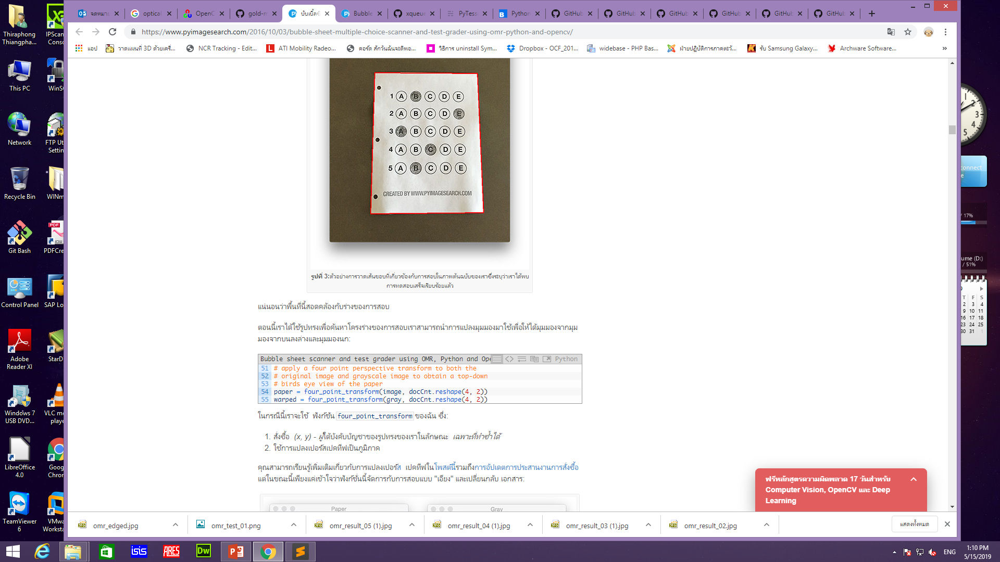 จดหมาย
optical
OpenC
gold-m
บับเบิ้ลชี
Bubble
xqueue
PyTess
Python
GitHub
GitHub
GitHub
GitHub
GitHub
GitHub
https://www.pyimagesearch.com/2016/10/03/bubble-sheet-multiple-choice-scanner-and-test-grader-using-omr-python-and-opencv/
แอป
วาดแผนที่ 3D ด้วยเครื่...
NCR Tracking - Edit...
ATI Mobility Radeo...
คอร์ด สักวันฉันจะดีพอ...
วิธีการ uninstall Sym...
Dropbox - OCF_201...
widebase - PHP Bas...
ฝ่ายปฏิบัติการภาคตะวั...
รับ Samsung Galaxy...
Archware Software...
»
Thiraphong
Thiangpha...
IPScan
Conso
This PC
WinSC
Network
FTP Ut
Settin
Recycle Bin
WINm
Git Bash
PDFCre
Control Panel
SAP Lo
Adobe
Reader XI
StarD
Windows 7
USB DVD...
VLC me
playe
LibreOffice
4.0
Goog
Chron
TeamViewer
6
VMwa
Worksta
1 A B C D E
2 A B C D E
3 A B C D E
4 A B C D E
5 A B C D E
CREATED BY WWW.PYIMAGESEARCH.COM
รูปที่ 3:ตัวอย่างการวาดเส้นขอบที่เกี่ยวข้องกับการสอบในภาพต้นฉบับของเราซึ่งระบุว่าเราได้พบ
การทดสอบเสร็จเรียบร้อยแล้ว
แน่นอนว่าพื้นที่นี้สอดคล้องกับร่างของการสอบ
ตอนนี้เราได้ใช้รูปทรงเพื่อค้นหาโครงร่างของการสอบเราสามารถนำการแปลงมุมมองมาใช้เพื่อให้ได้มุมมองจากมุม
มองจากบนลงล่างและมุมมองนก:
Bubble sheet scanner and test grader using OMR, Python and Ope
Python
51 # apply a four point perspective transform to both the
52 # original image and grayscale image to obtain a top-down
53 # birds eye view of the paper
54 paper = four_point_transform(image, docCnt.reshape(4, 2))
55 warped = four_point_transform(gray, docCnt.reshape(4, 2))
ในกรณีนี้เราจะใช้ ฟังก์ชัน four_point_transform ของฉัน ซึ่ง:
1. สั่งซื้อ (x, y) - ผู้ใต้บังคับบัญชาของรูปทรงของเราในลักษณะ เฉพาะที่ทำซ้ำได้
2. ใช้การแปลงเปอร์สเปคทีฟเป็นภูมิภาค
คุณสามารถเรียนรู้เพิ่มเติมเกี่ยวกับการแปลงเปอร์ส เปคทีฟในโพสต์นี้รวมถึงการอัปเดตการประสานงานการสั่งซื้อ
แต่ในขณะนี้เพียงแค่เข้าใจว่าฟังก์ชั่นนี้จัดการกับการสอบแบบ "เอียง" และเปลี่ยนกลับ เอกสาร:
Paper
Gray
ฟรีหลักสูตรความผิดพลาด 17 วันสำหรับ
Computer Vision, OpenCV และ Deep
Learning
1
2
3
4
5
connect
e
/ 17%
ume (D:)
/ 51%
9
T F S
2 3 4
9 10 11
16 17 18
23 24 25
30 31 1
omr_edged.jpg
omr_test_01.png
omr_result_05 (1).jpg
omr_result_04 (1).jpg
omr_result_03 (1).jpg
omr_result_02.jpg
แสดงทั้งหมด
isis
ARES
Dw
ENG
1:10 PM
5/15/2019